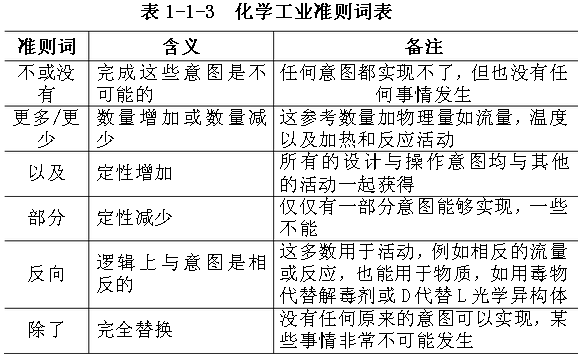 表1-1-3 化学工业准则词表
准则词 含义 备注
不或没有 完成这些意图是不可能的 任何意图都实现不了，但也没有任何事情发生
更多/更少 数量增加或数量减少 这参考数量加物理量如流量，温度以及加热和反应活动
以及 定性增加 所有的设计与操作意图均与其他的活动一起获得
部分 定性减少 仅仅有一部分意图能够实现，一些不能
反向 逻辑上与意图是相反的 这多数用于活动，例如相反的流量或反应，也能用于物质，如用毒物代替解毒剂或D代替L光学异构体
除了 完全替换 没有任何原来的意图可以实现，某些事情非常不可能发生